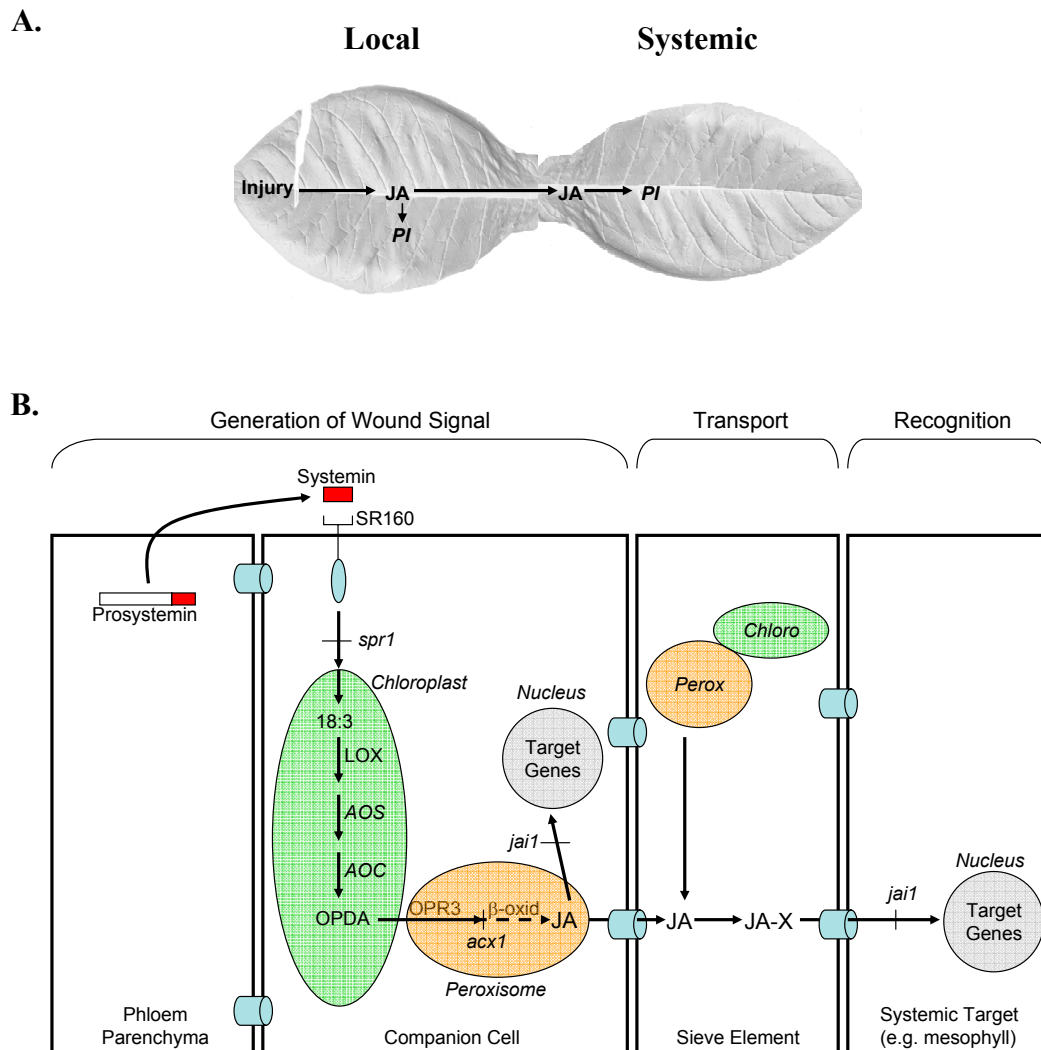 A.
Local
Systemic
Injury
JA
JA
PI
PI
B.
Generation of Wound Signal
Transport
Recognition
Systemin
SR160
Prosystemin
spr1
Chloroplast
18:3
LOX
AOS
AOC
OPDA
OPR3
β-oxid
acx1
JA
Peroxisome
jai1
Nucleus
Target
Genes
Chloro
Perox
JA
JA-X
jai1
Nucleus
Target
Genes
Phloem
Parenchyma
Companion Cell
Sieve Element
Systemic Target
(e.g. mesophyll)